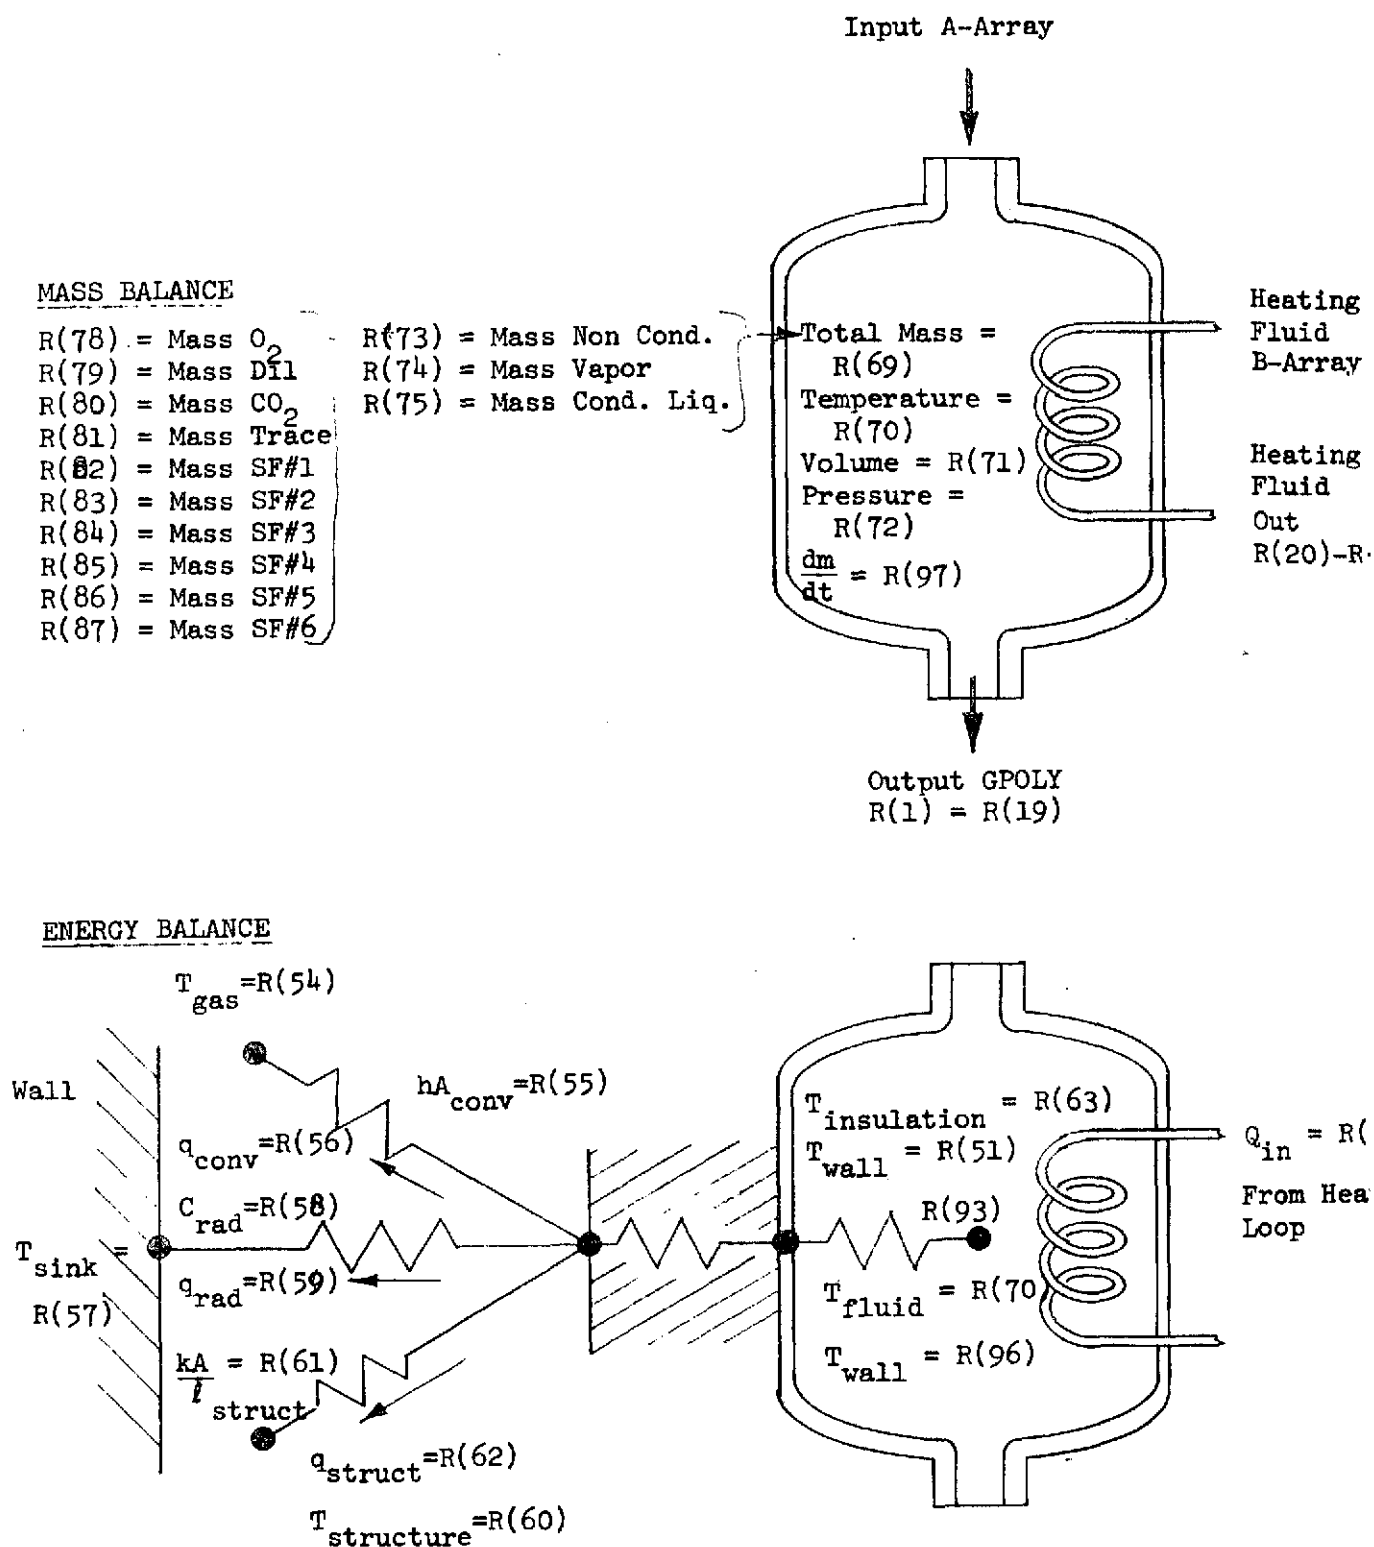 Input A-Array
MASS BALANCE
R(78) = Mass O2
R(79) = Mass Dil
R(80) = Mass CO2
R(81) = Mass Trace
R(82) = Mass SF#1
R(83) = Mass SF#2
R(84) = Mass SF#3
R(85) = Mass SF#4
R(86) = Mass SF#5
R(87) = Mass SF#6
R(73) = Mass Non Cond.
R(74) = Mass Vapor
R(75) = Mass Cond. Liq.
Total Mass =
R(69)
Temperature =
R(70)
Volume = R(71)
Pressure =
R(72)
dm/dt = R(97)
Heating
Fluid
B-Array
Heating
Fluid
Out
R(20)-R
Output GPOLY
R(1) = R(19)
ENERGY BALANCE
Tgas=R(54)
Wall
hAconv=R(55)
qconv=R(56)
Crad=R(58)
Tsink =
R(57)
qrad=R(59)
kA/ℓ struct = R(61)
qstruct=R(62)
Tstructure=R(60)
Tinsulation = R(63)
Twall = R(51)
R(93)
Tfluid = R(70
Twall = R(96)
Qin = R(
From Hea
Loop